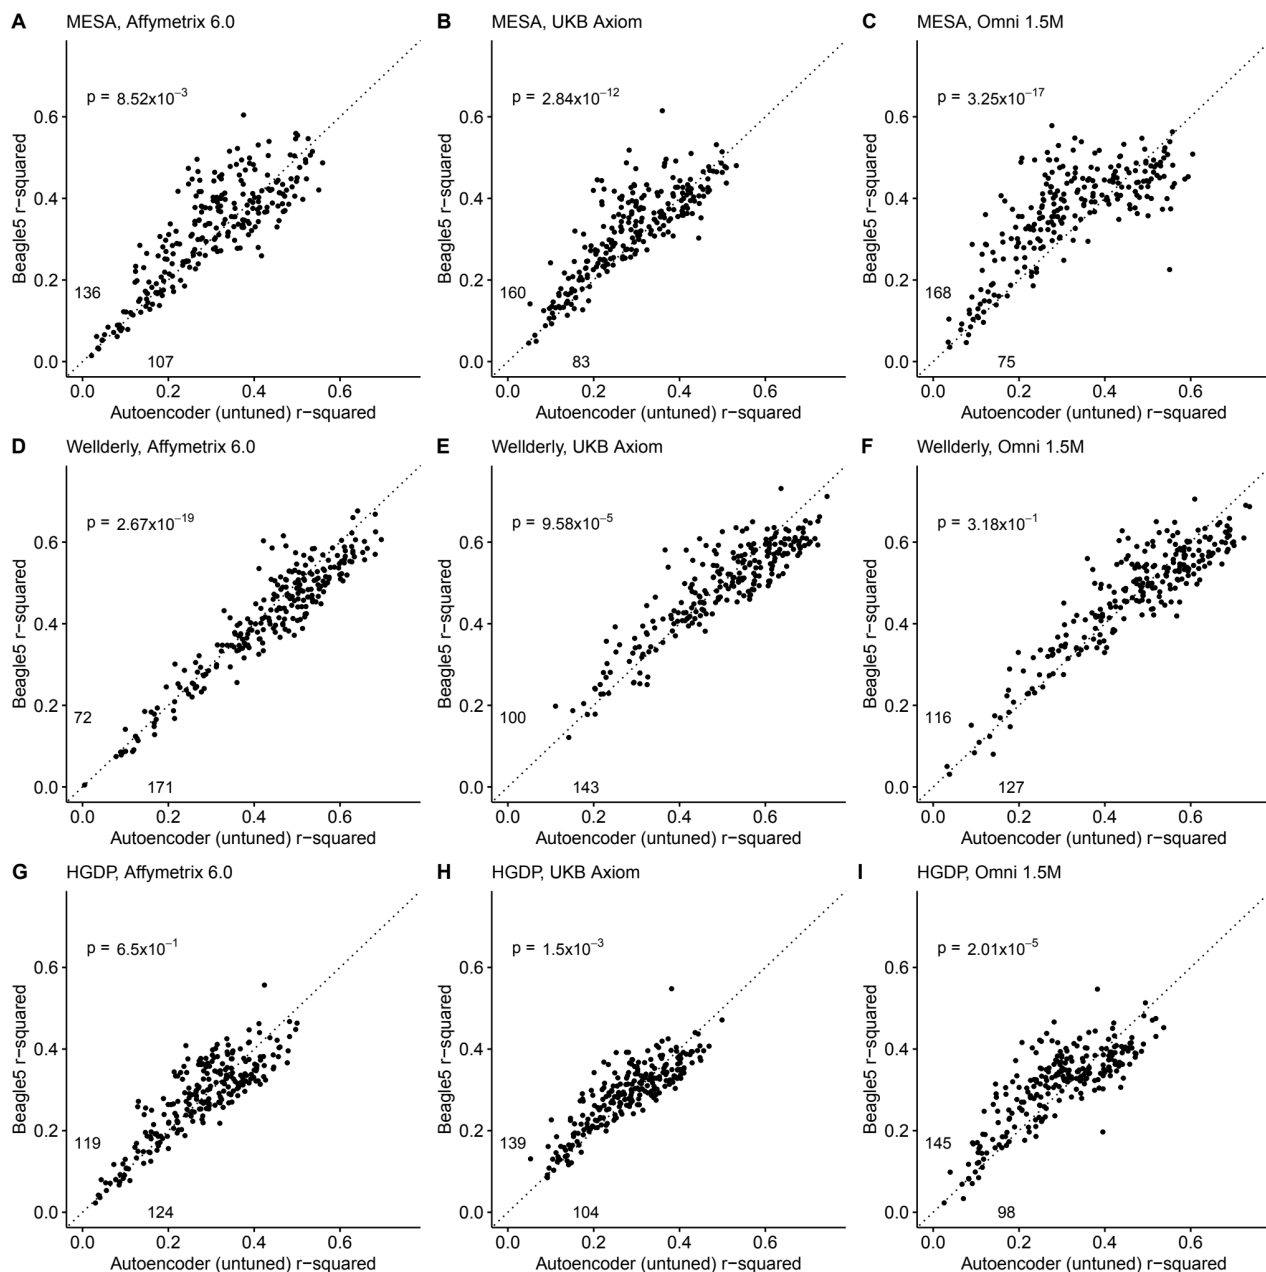 A MESA, Affymetrix 6.0
p = 8.52x10⁻³
Beagle5 r−squared
0.6
0.4
0.2
0.0
136
107
0.0 0.2 0.4 0.6
Autoencoder (untuned) r−squared
B MESA, UKB Axiom
p = 2.84x10⁻¹²
Beagle5 r−squared
0.6
0.4
0.2
0.0
160
83
0.0 0.2 0.4 0.6
Autoencoder (untuned) r−squared
C MESA, Omni 1.5M
p = 3.25x10⁻¹⁷
Beagle5 r−squared
0.6
0.4
0.2
0.0
168
75
0.0 0.2 0.4 0.6
Autoencoder (untuned) r−squared
D Wellderly, Affymetrix 6.0
p = 2.67x10⁻¹⁹
Beagle5 r−squared
0.6
0.4
0.2
0.0
72
171
0.0 0.2 0.4 0.6
Autoencoder (untuned) r−squared
E Wellderly, UKB Axiom
p = 9.58x10⁻⁵
Beagle5 r−squared
0.6
0.4
0.2
0.0
100
143
0.0 0.2 0.4 0.6
Autoencoder (untuned) r−squared
F Wellderly, Omni 1.5M
p = 3.18x10⁻¹
Beagle5 r−squared
0.6
0.4
0.2
0.0
116
127
0.0 0.2 0.4 0.6
Autoencoder (untuned) r−squared
G HGDP, Affymetrix 6.0
p = 6.5x10⁻¹
Beagle5 r−squared
0.6
0.4
0.2
0.0
119
124
0.0 0.2 0.4 0.6
Autoencoder (untuned) r−squared
H HGDP, UKB Axiom
p = 1.5x10⁻³
Beagle5 r−squared
0.6
0.4
0.2
0.0
139
104
0.0 0.2 0.4 0.6
Autoencoder (untuned) r−squared
I HGDP, Omni 1.5M
p = 2.01x10⁻⁵
Beagle5 r−squared
0.6
0.4
0.2
0.0
145
98
0.0 0.2 0.4 0.6
Autoencoder (untuned) r−squared